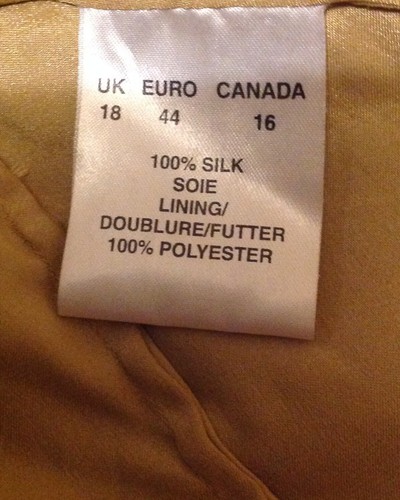 UK EURO CANADA
18 44 16
100% SILK
SOIE
LINING/
DOUBLURE/FUTTER
100% POLYESTER